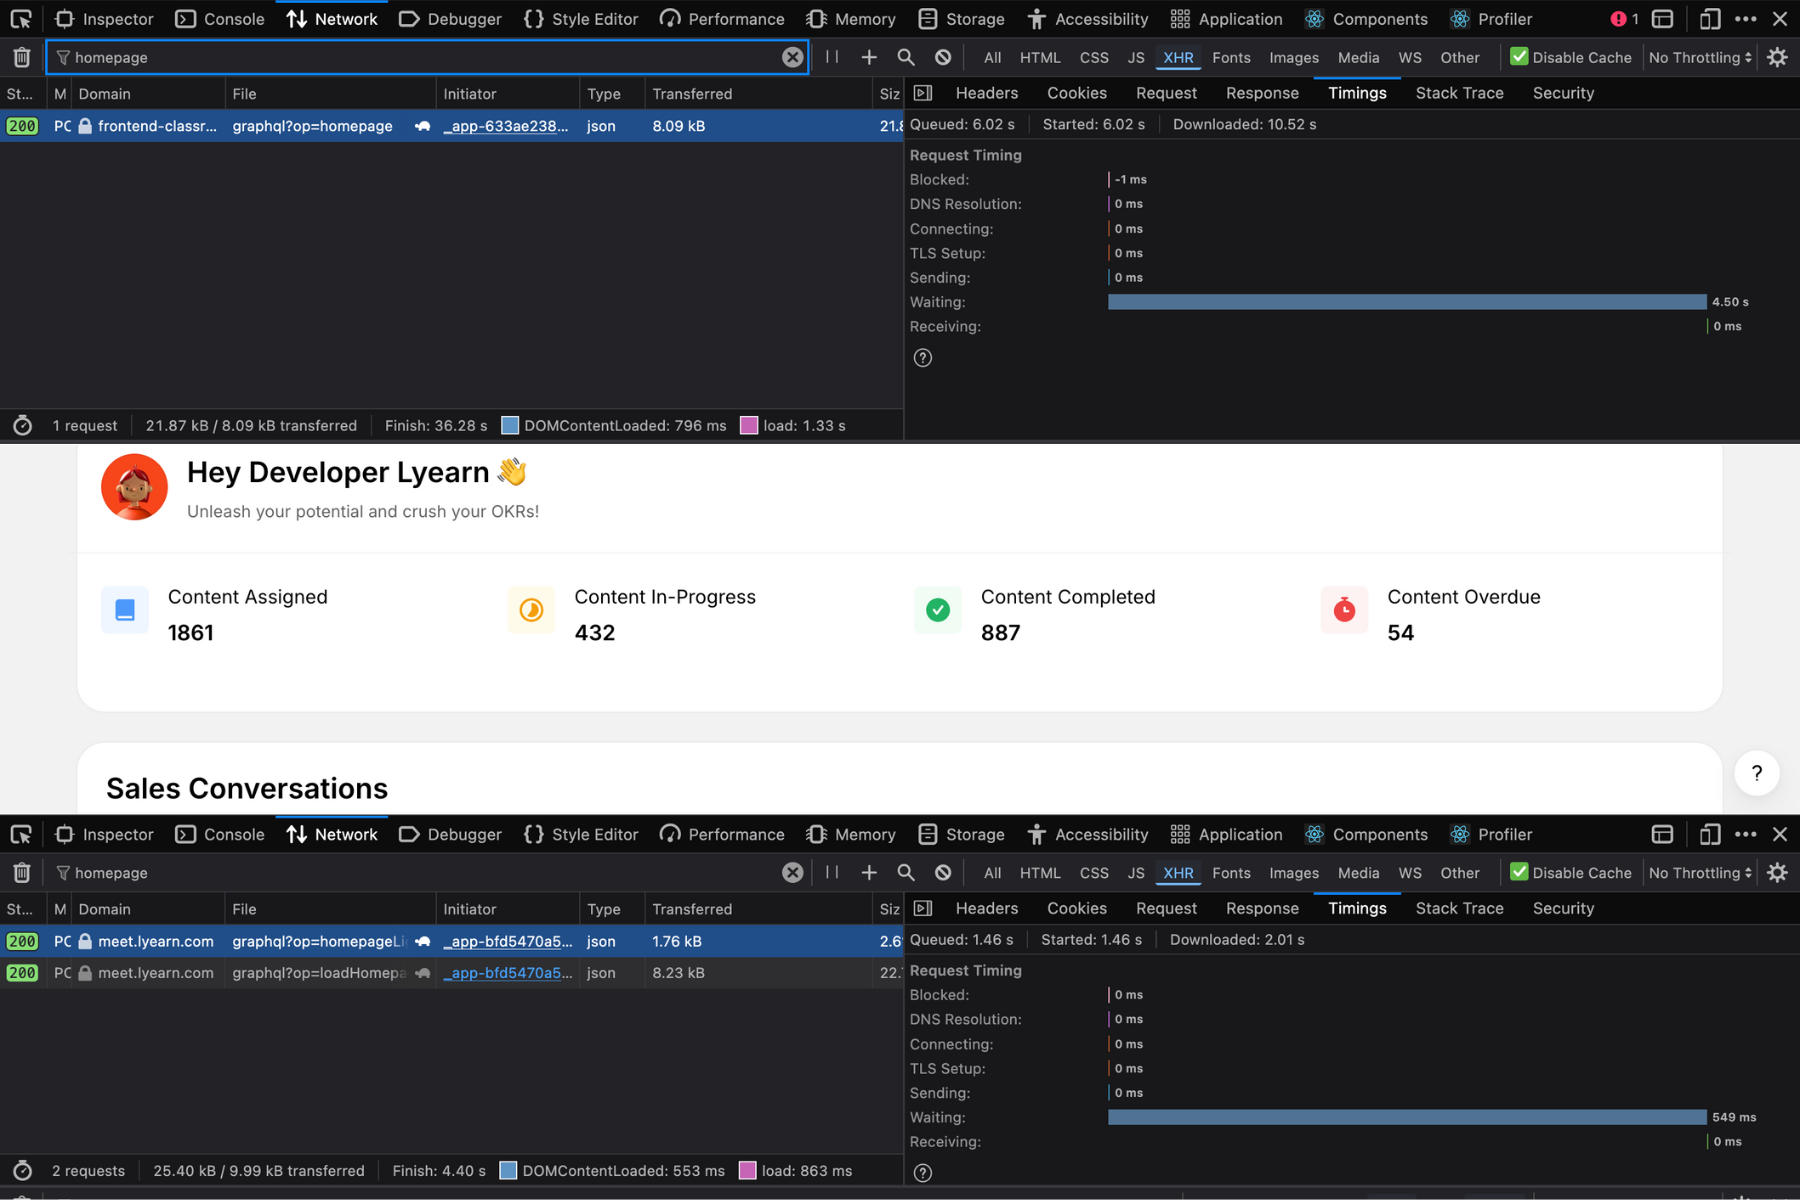 Inspector Console Network Debugger Style Editor Performance Memory Storage Accessibility Application Components Profiler 1
homepage All HTML CSS JS XHR Fonts Images Media WS Other Disable Cache No Throttling
St... M Domain File Initiator Type Transferred Siz Headers Cookies Request Response Timings Stack Trace Security
200 PC frontend-classr... graphql?op=homepage _app-633ae238... json 8.09 kB 21.8
Queued: 6.02 s Started: 6.02 s Downloaded: 10.52 s
Request Timing
Blocked: -1 ms
DNS Resolution: 0 ms
Connecting: 0 ms
TLS Setup: 0 ms
Sending: 0 ms
Waiting: 4.50 s
Receiving: 0 ms
?
1 request 21.87 kB / 8.09 kB transferred Finish: 36.28 s DOMContentLoaded: 796 ms load: 1.33 s
Hey Developer Lyearn 👋
Unleash your potential and crush your OKRs!
Content Assigned Content In-Progress Content Completed Content Overdue
1861 432 887 54
Sales Conversations
?
Inspector Console Network Debugger Style Editor Performance Memory Storage Accessibility Application Components Profiler
homepage All HTML CSS JS XHR Fonts Images Media WS Other Disable Cache No Throttling
St... M Domain File Initiator Type Transferred Siz Headers Cookies Request Response Timings Stack Trace Security
200 PC meet.lyearn.com graphql?op=homepageLi _app-bfd5470a5... json 1.76 kB 2.6
200 PC meet.lyearn.com graphql?op=loadHomepa _app-bfd5470a5... json 8.23 kB 22.
Queued: 1.46 s Started: 1.46 s Downloaded: 2.01 s
Request Timing
Blocked: 0 ms
DNS Resolution: 0 ms
Connecting: 0 ms
TLS Setup: 0 ms
Sending: 0 ms
Waiting: 549 ms
Receiving: 0 ms
?
2 requests 25.40 kB / 9.99 kB transferred Finish: 4.40 s DOMContentLoaded: 553 ms load: 863 ms